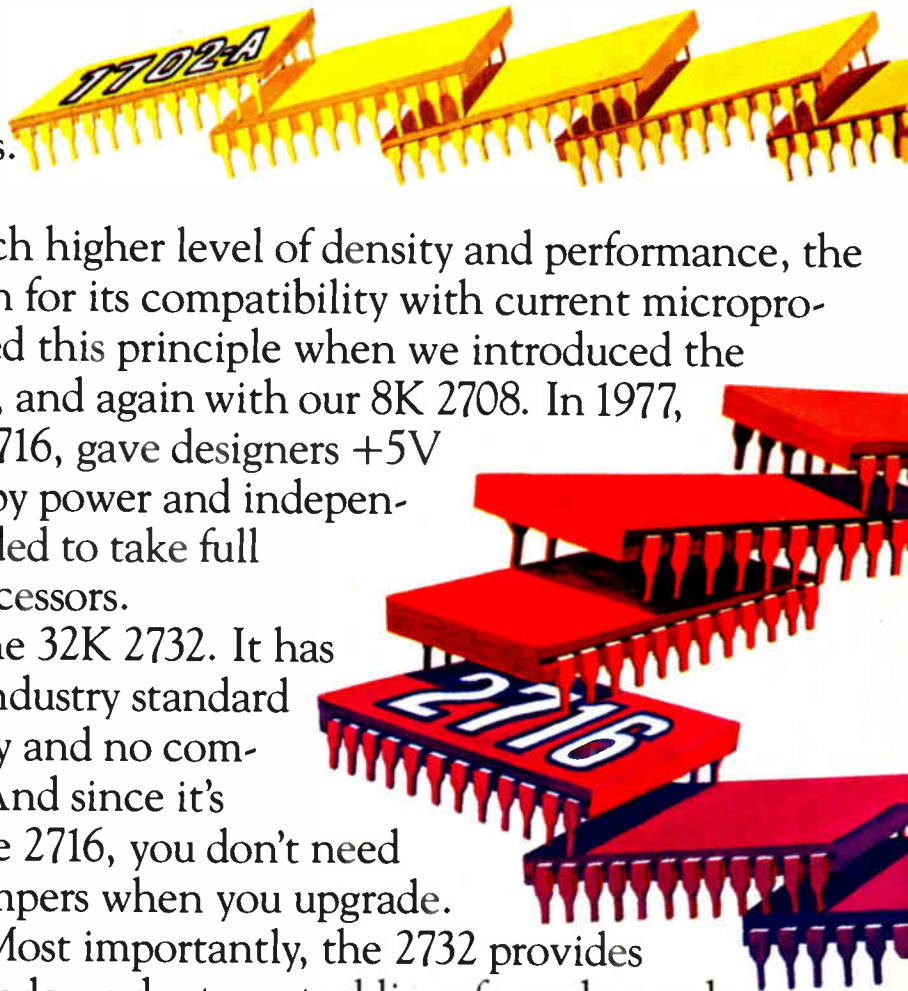 1702-A
s.
ch higher level of density and performance, the
n for its compatibility with current micropro-
ed this principle when we introduced the
, and again with our 8K 2708. In 1977,
716, gave designers +5V
by power and indepen-
ded to take full
cessors.
he 32K 2732. It has
ndustry standard
y and no com-
And since it's
e 2716, you don't need
mpers when you upgrade.
Most importantly, the 2732 provides
2716